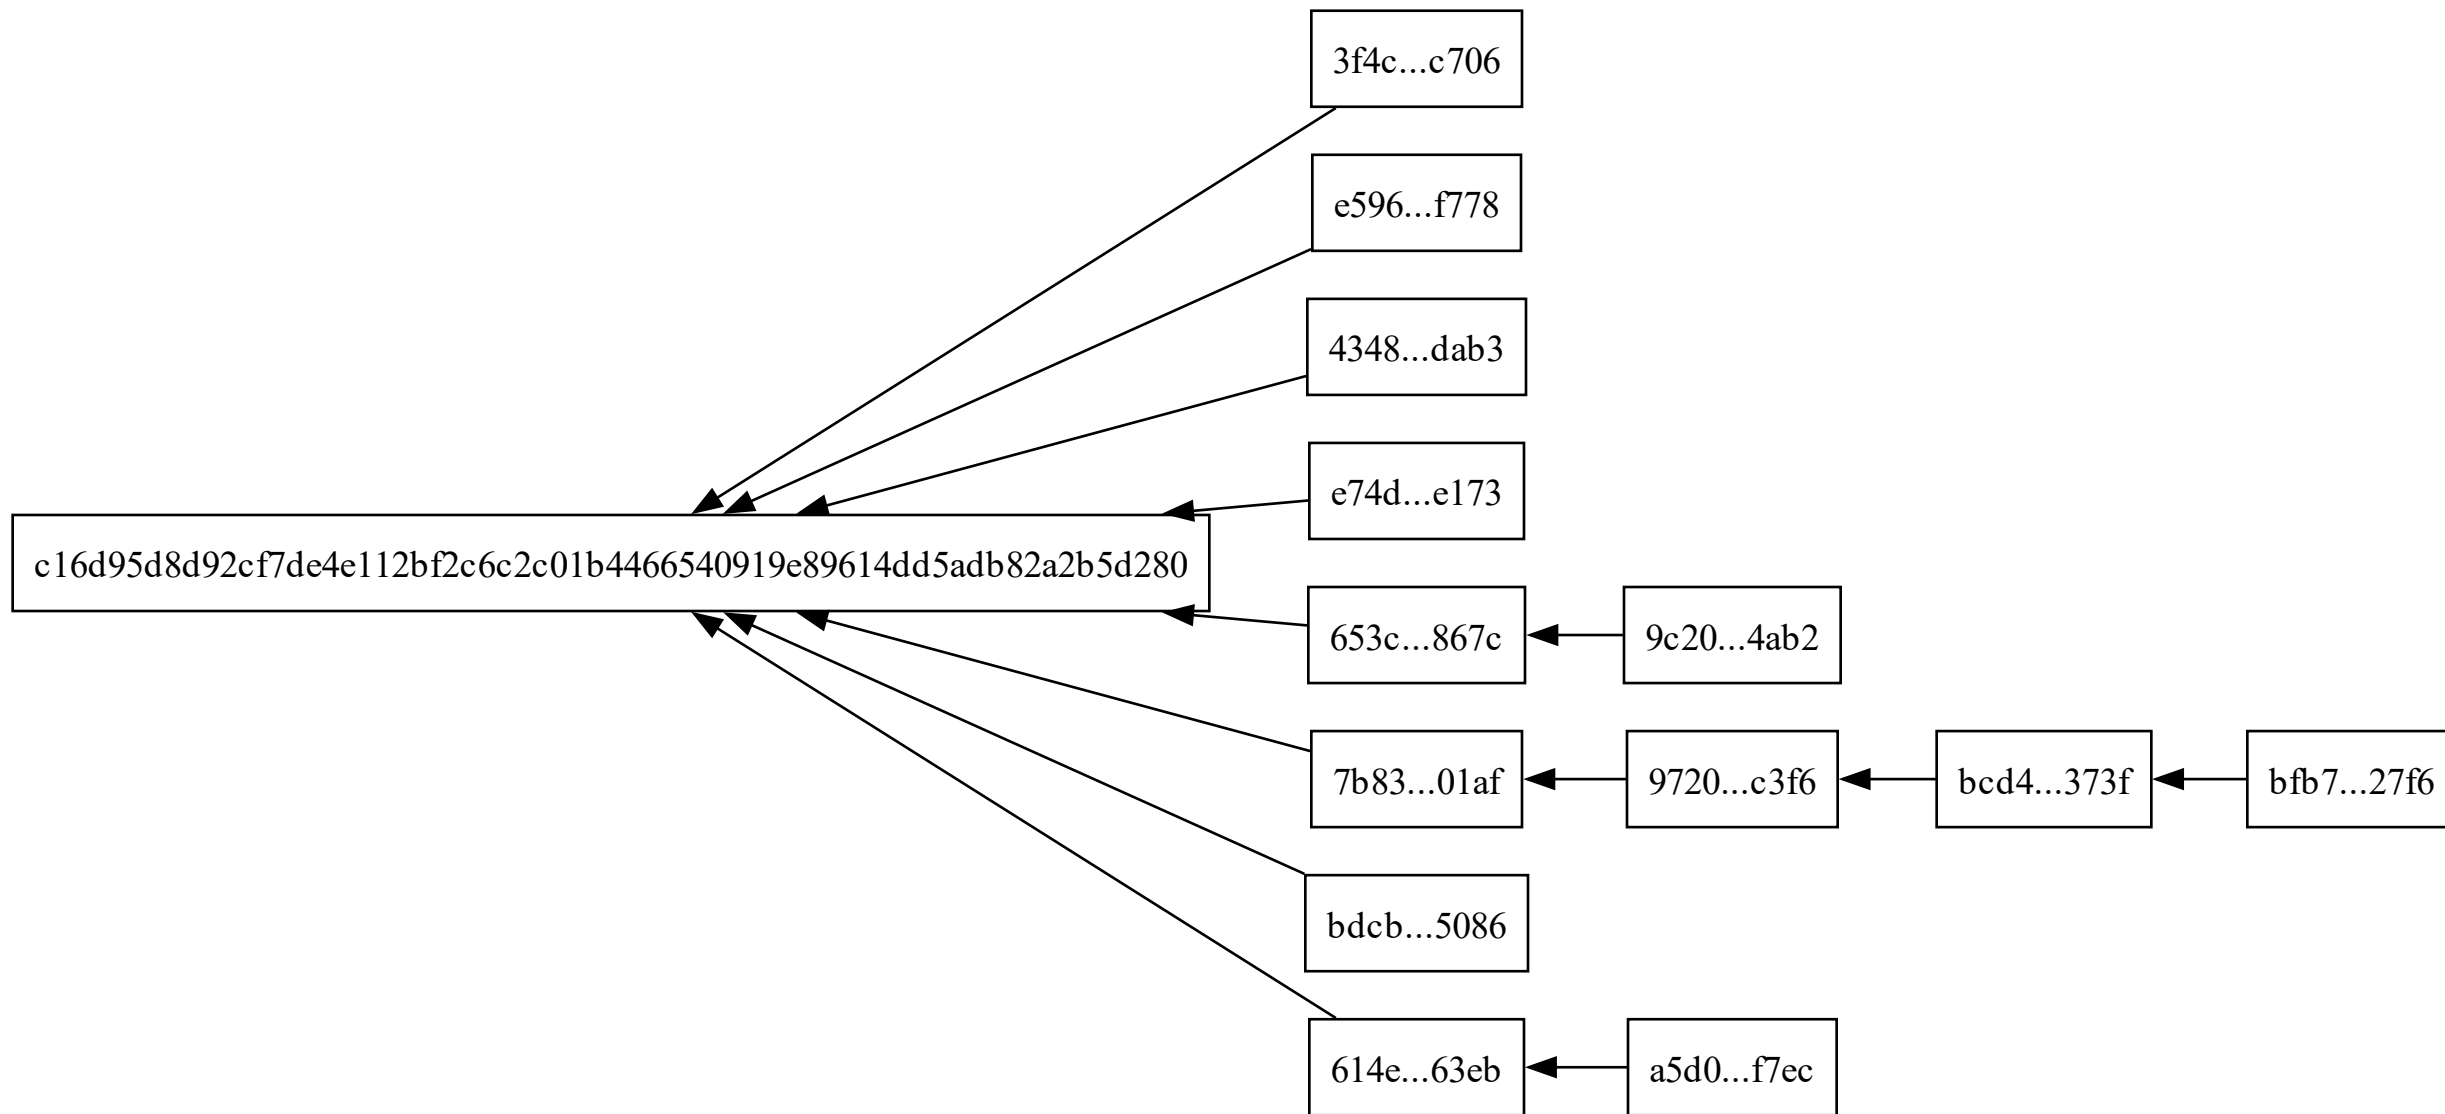 3f4c...c706
e596...f778
4348...dab3
e74d...e173
c16d95d8d92cf7de4e112bf2c6c2c01b4466540919e89614dd5adb82a2b5d280
653c...867c
9c20...4ab2
7b83...01af
9720...c3f6
bcd4...373f
bfb7...27f6
bdcb...5086
614e...63eb
a5d0...f7ec